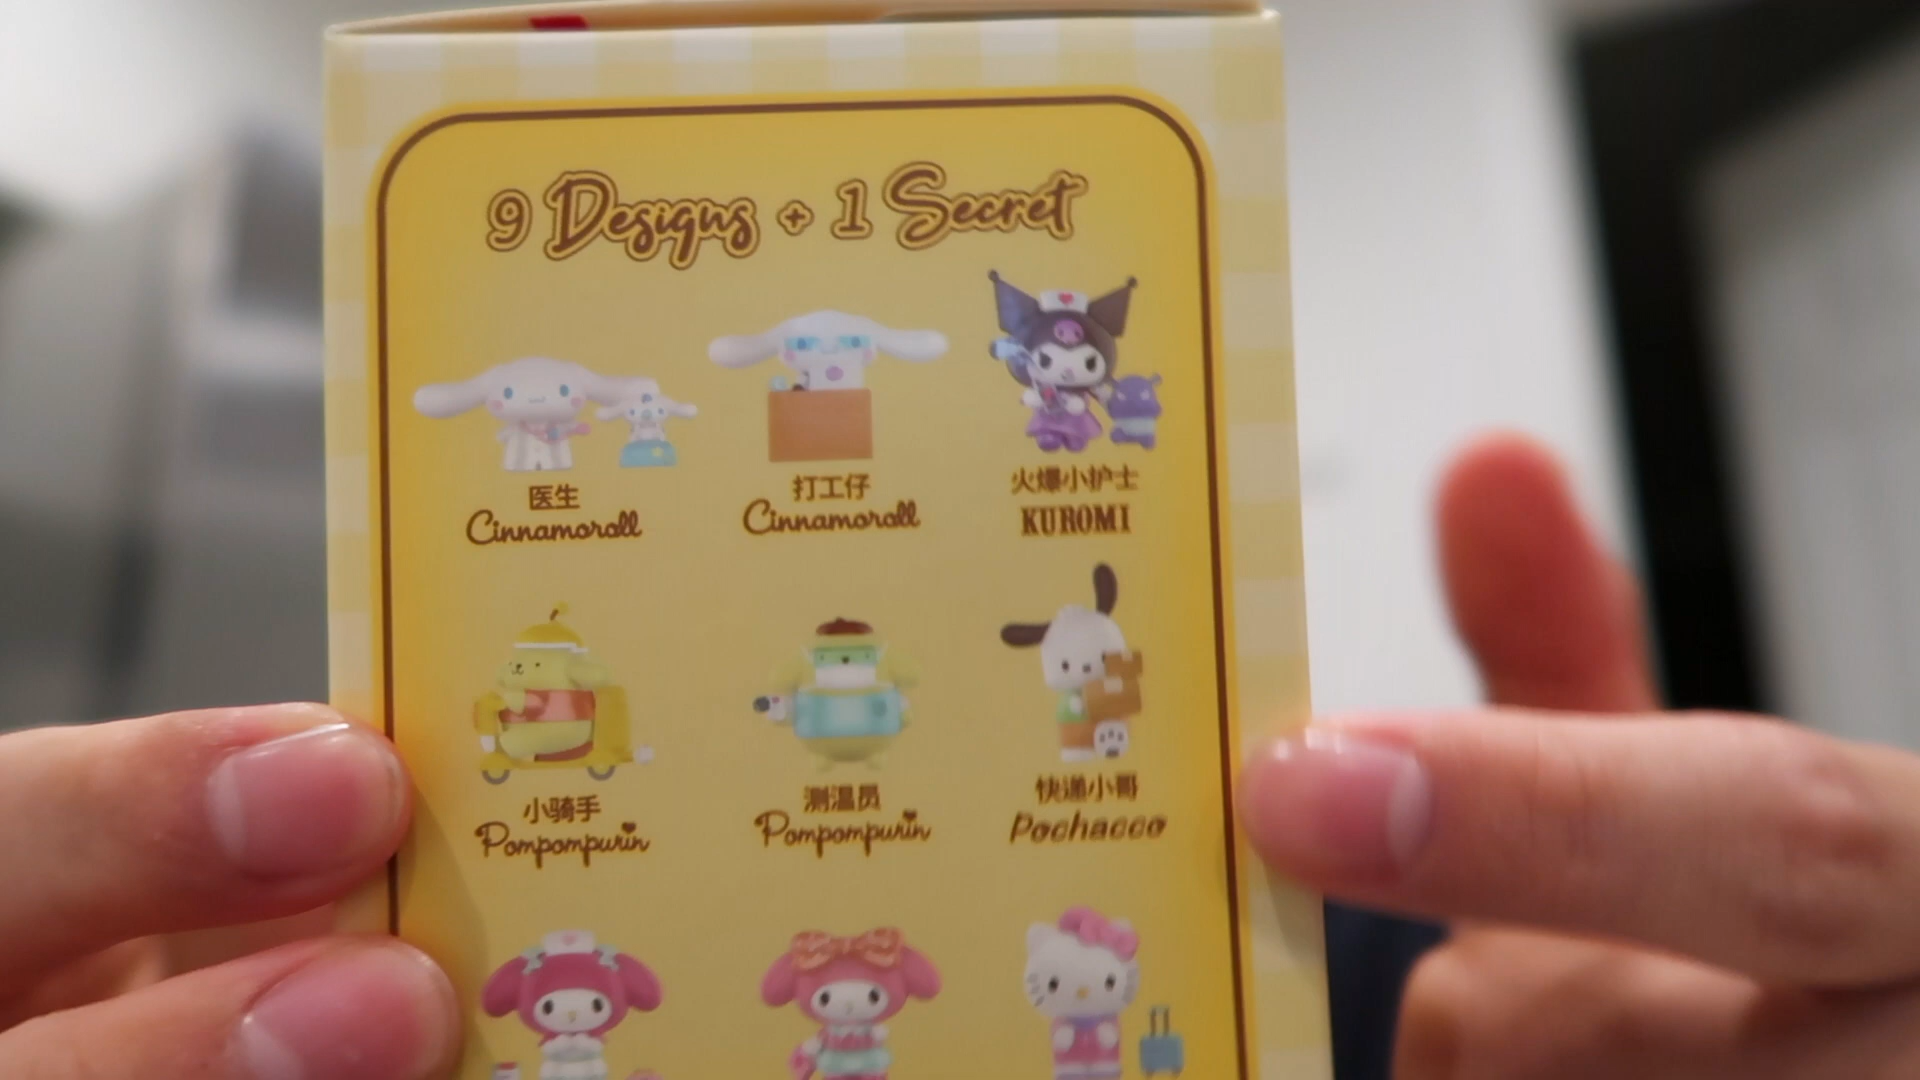 9 Designs + 1 Secret
医生
Cinnamoroll
打工仔
Cinnamoroll
火爆小护士
KUROMI
小骑手
Pompompurin
测温员
Pompompurin
快递小哥
Pochacco